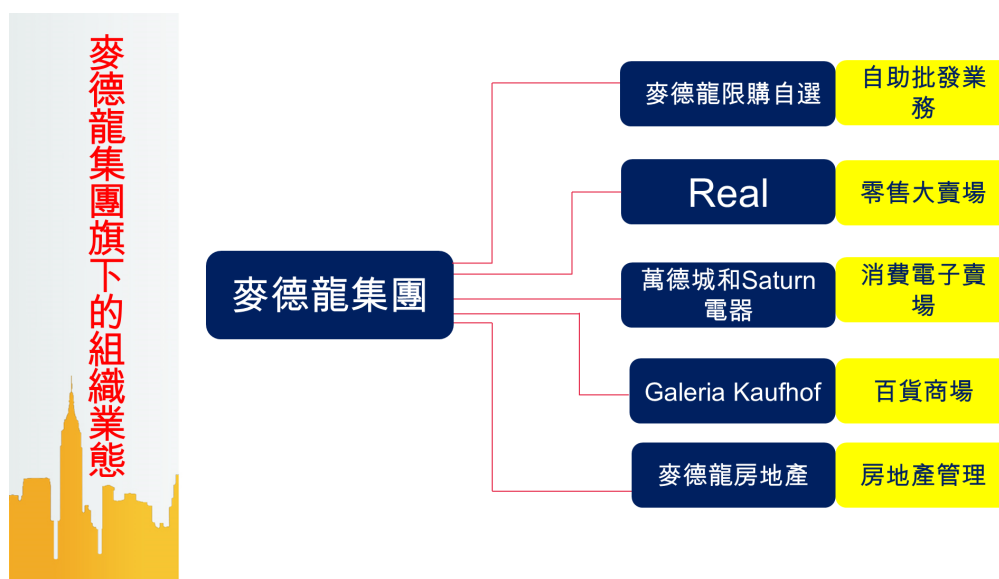 麥德龍集團旗下的組織業態
麥德龍集團
麥德龍限購自選
自助批發業
務
Real
零售大賣場
萬德城和Saturn
電器
消費電子賣
場
Galeria Kaufhof
百貨商場
麥德龍房地產
房地產管理